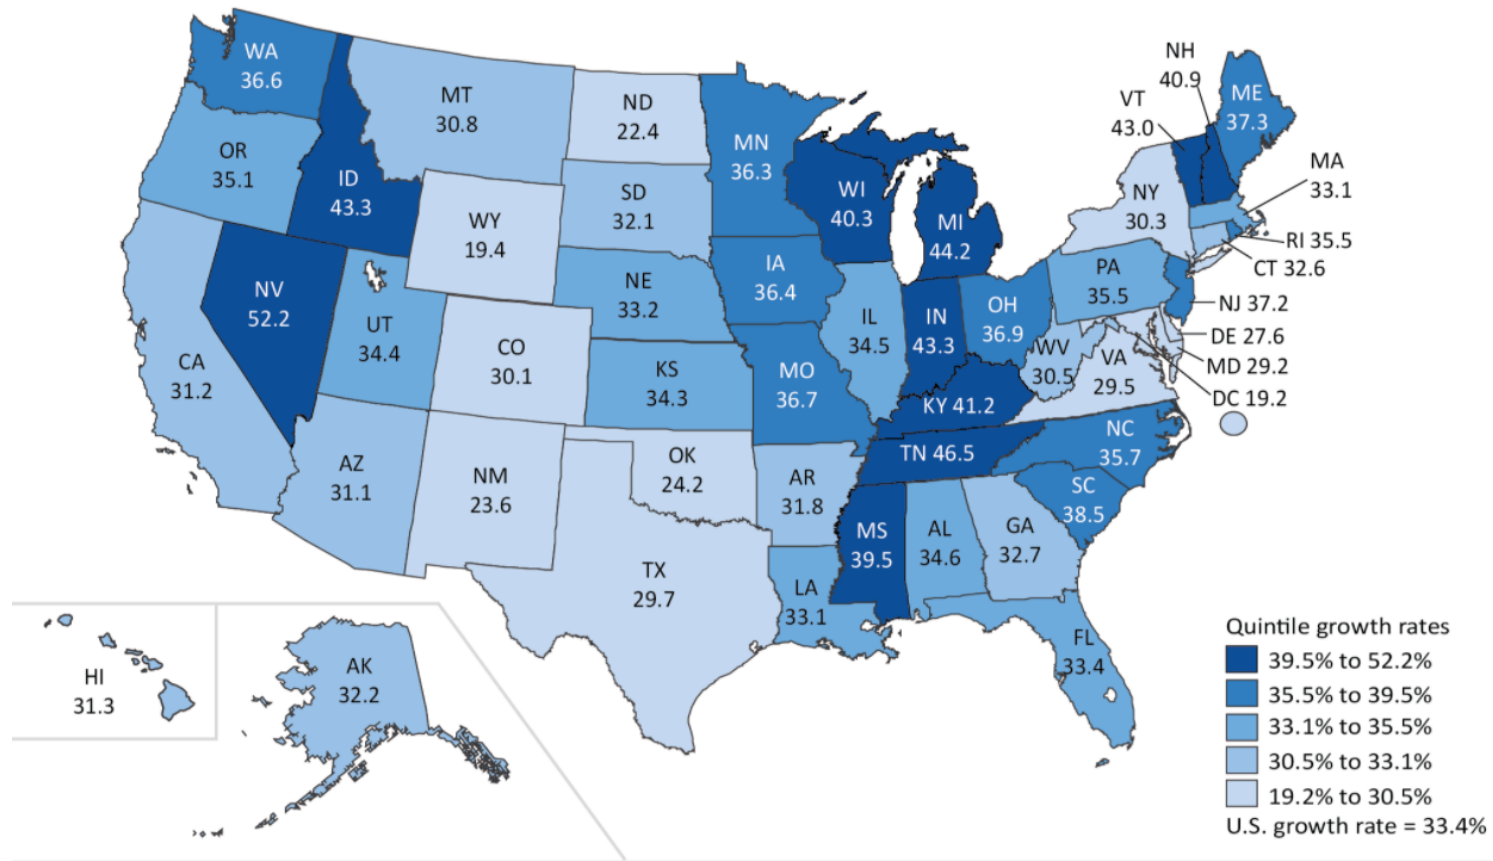 WA
36.6
OR
35.1
CA
31.2
ID
43.3
NV
52.2
MT
30.8
WY
19.4
UT
34.4
AZ
31.1
CO
30.1
NM
23.6
ND
22.4
SD
32.1
NE
33.2
KS
34.3
OK
24.2
TX
29.7
MN
36.3
IA
36.4
MO
36.7
AR
31.8
LA
33.1
WI
40.3
IL
34.5
MI
44.2
IN
43.3
OH
36.9
KY 41.2
TN 46.5
MS
39.5
AL
34.6
GA
32.7
FL
33.4
SC
38.5
NC
35.7
WV
30.5
VA
29.5
PA
35.5
NY
30.3
VT
43.0
NH
40.9
ME
37.3
MA
33.1
RI 35.5
CT 32.6
NJ 37.2
DE 27.6
MD 29.2
DC 19.2
HI
31.3
AK
32.2
Quintile growth rates
39.5% to 52.2%
35.5% to 39.5%
33.1% to 35.5%
30.5% to 33.1%
19.2% to 30.5%
U.S. growth rate = 33.4%